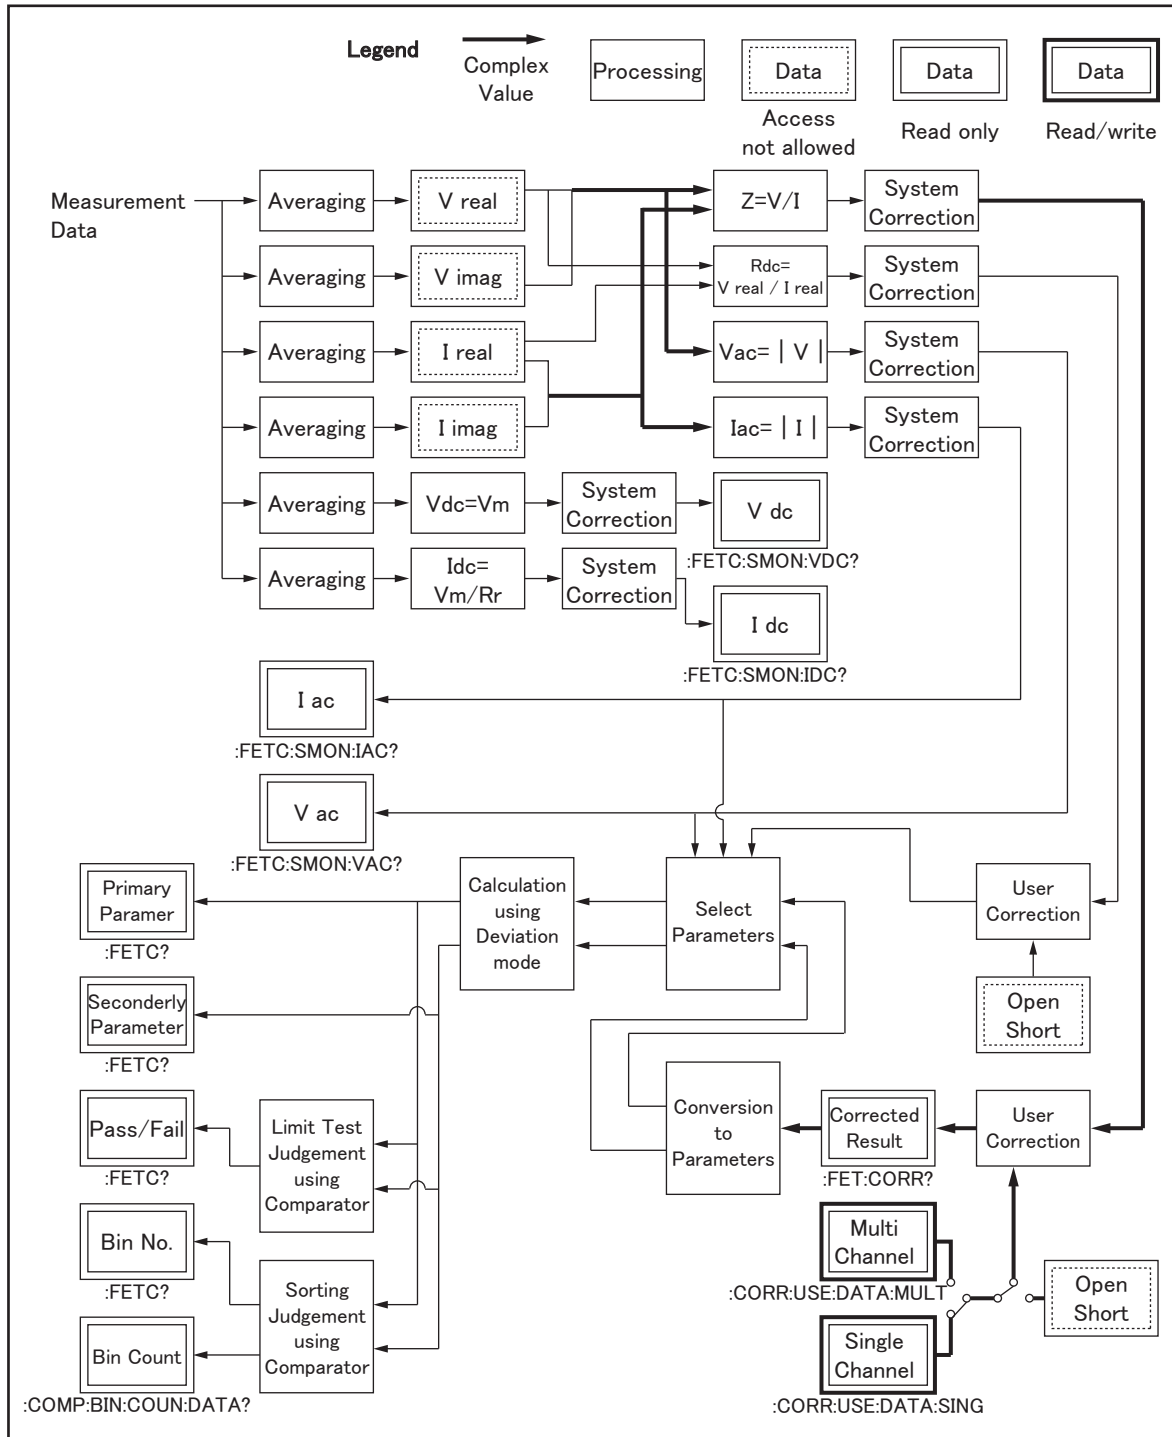 Legend
Complex
Value
Processing
Data
Access
not allowed
Data
Read only
Data
Read/write
Measurement
Data
Averaging
V real
Z=V/I
System
Correction
Averaging
V imag
Rdc=
V real / I real
System
Correction
Averaging
I real
Vac= | V |
System
Correction
Averaging
I imag
Iac= | I |
System
Correction
Averaging
Vdc=Vm
System
Correction
V dc
:FETC:SMON:VDC?
Averaging
Idc=
Vm/Rr
System
Correction
I dc
:FETC:SMON:IDC?
I ac
:FETC:SMON:IAC?
V ac
:FETC:SMON:VAC?
Primary
Paramer
:FETC?
Calculation
using
Deviation
mode
Select
Parameters
User
Correction
Seconderly
Parameter
:FETC?
Open
Short
Pass/Fail
:FETC?
Limit Test
Judgement
using
Comparator
Conversion
to
Parameters
Corrected
Result
:FET:CORR?
User
Correction
Bin No.
:FETC?
Multi
Channel
:CORR:USE:DATA:MULT
Open
Short
Sorting
Judgement
using
Comparator
Bin Count
:COMP:BIN:COUN:DATA?
Single
Channel
:CORR:USE:DATA:SING